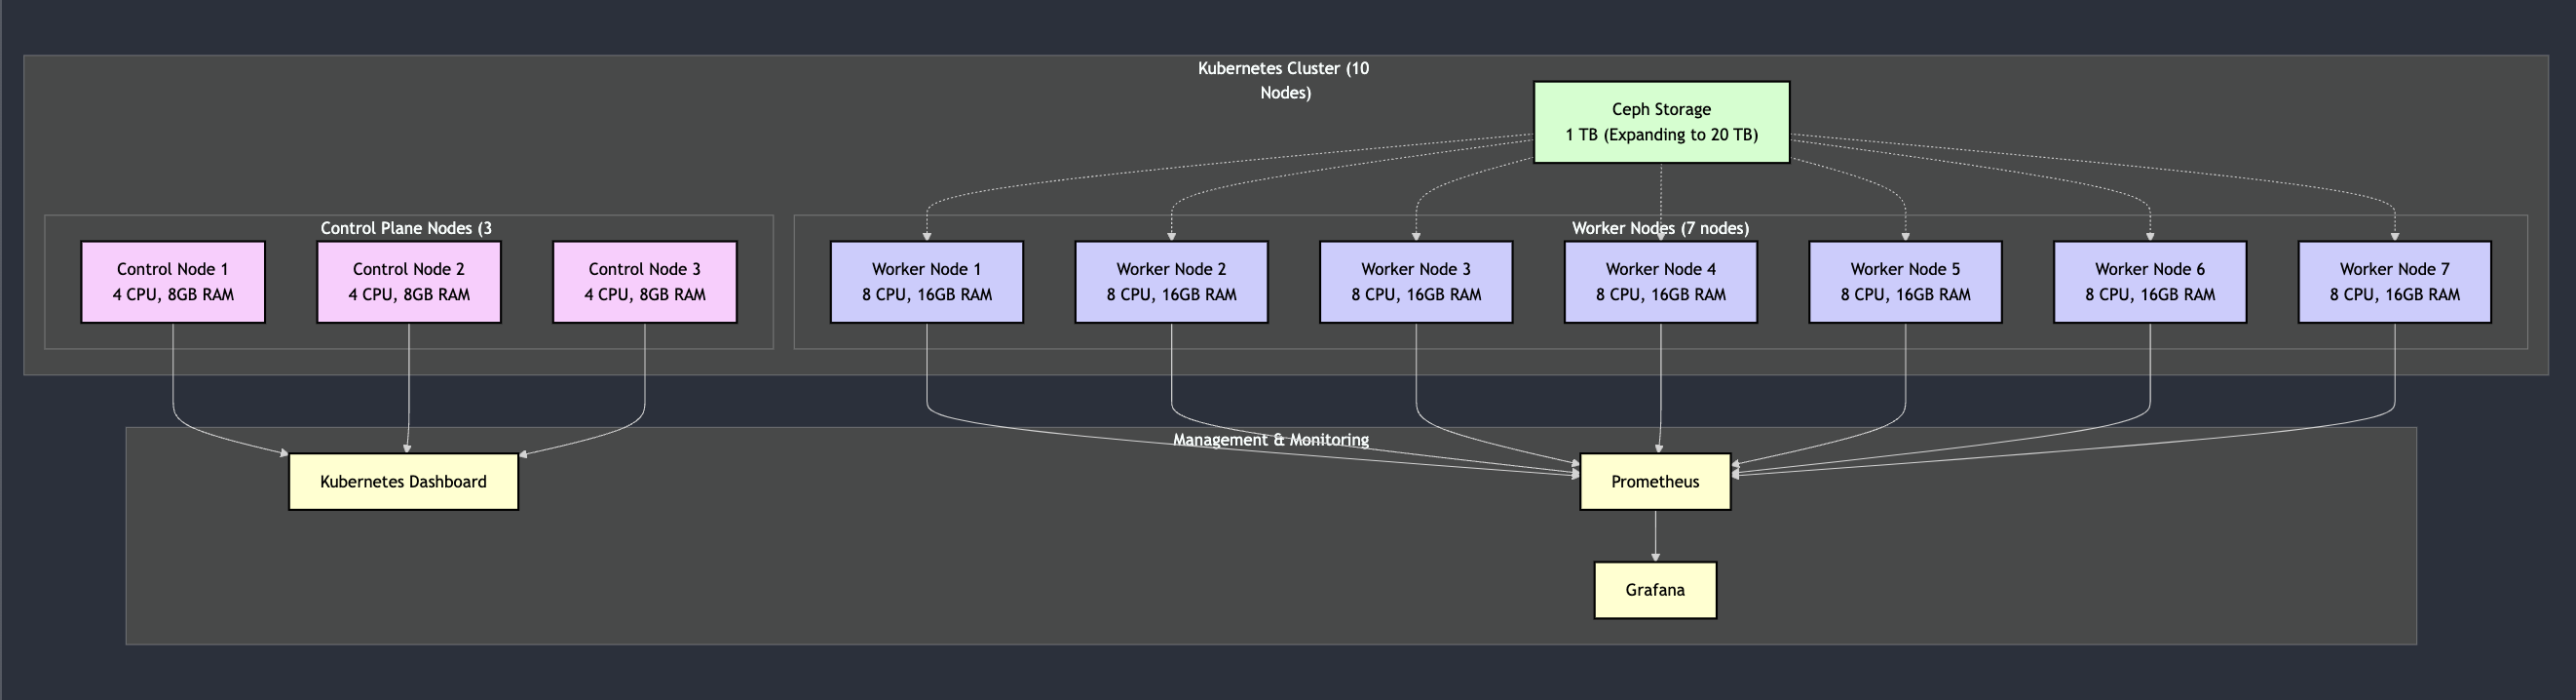 Kubernetes Cluster (10
Nodes)
Ceph Storage
1 TB (Expanding to 20 TB)
Control Plane Nodes (3
Worker Nodes (7 nodes)
Control Node 1
4 CPU, 8GB RAM
Control Node 2
4 CPU, 8GB RAM
Control Node 3
4 CPU, 8GB RAM
Worker Node 1
8 CPU, 16GB RAM
Worker Node 2
8 CPU, 16GB RAM
Worker Node 3
8 CPU, 16GB RAM
Worker Node 4
8 CPU, 16GB RAM
Worker Node 5
8 CPU, 16GB RAM
Worker Node 6
8 CPU, 16GB RAM
Worker Node 7
8 CPU, 16GB RAM
Management & Monitoring
Kubernetes Dashboard
Prometheus
Grafana